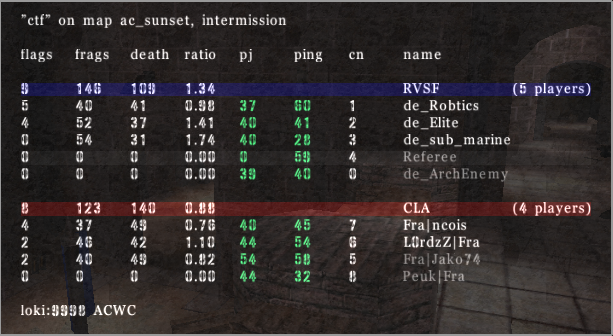 "ctf" on map ac_sunset, intermission
flags frags death ratio pj ping cn name
9 146 109 1.34 RVSF (5 players)
5 40 41 0.98 37 60 1 de_Robtics
4 52 37 1.41 40 41 2 de_Elite
0 54 31 1.74 40 28 3 de_sub_marine
0 0 0 0.00 0 59 4 Referee
0 0 0 0.00 39 40 0 de_ArchEnemy
8 123 140 0.88 CLA (4 players)
4 37 49 0.76 40 45 7 Fra|ncois
2 46 42 1.10 44 54 6 L0rdzZ|Fra
2 40 49 0.82 54 58 5 Fra|Jako74
0 0 0 0.00 44 32 8 Peuk|Fra
loki:9998 ACWC